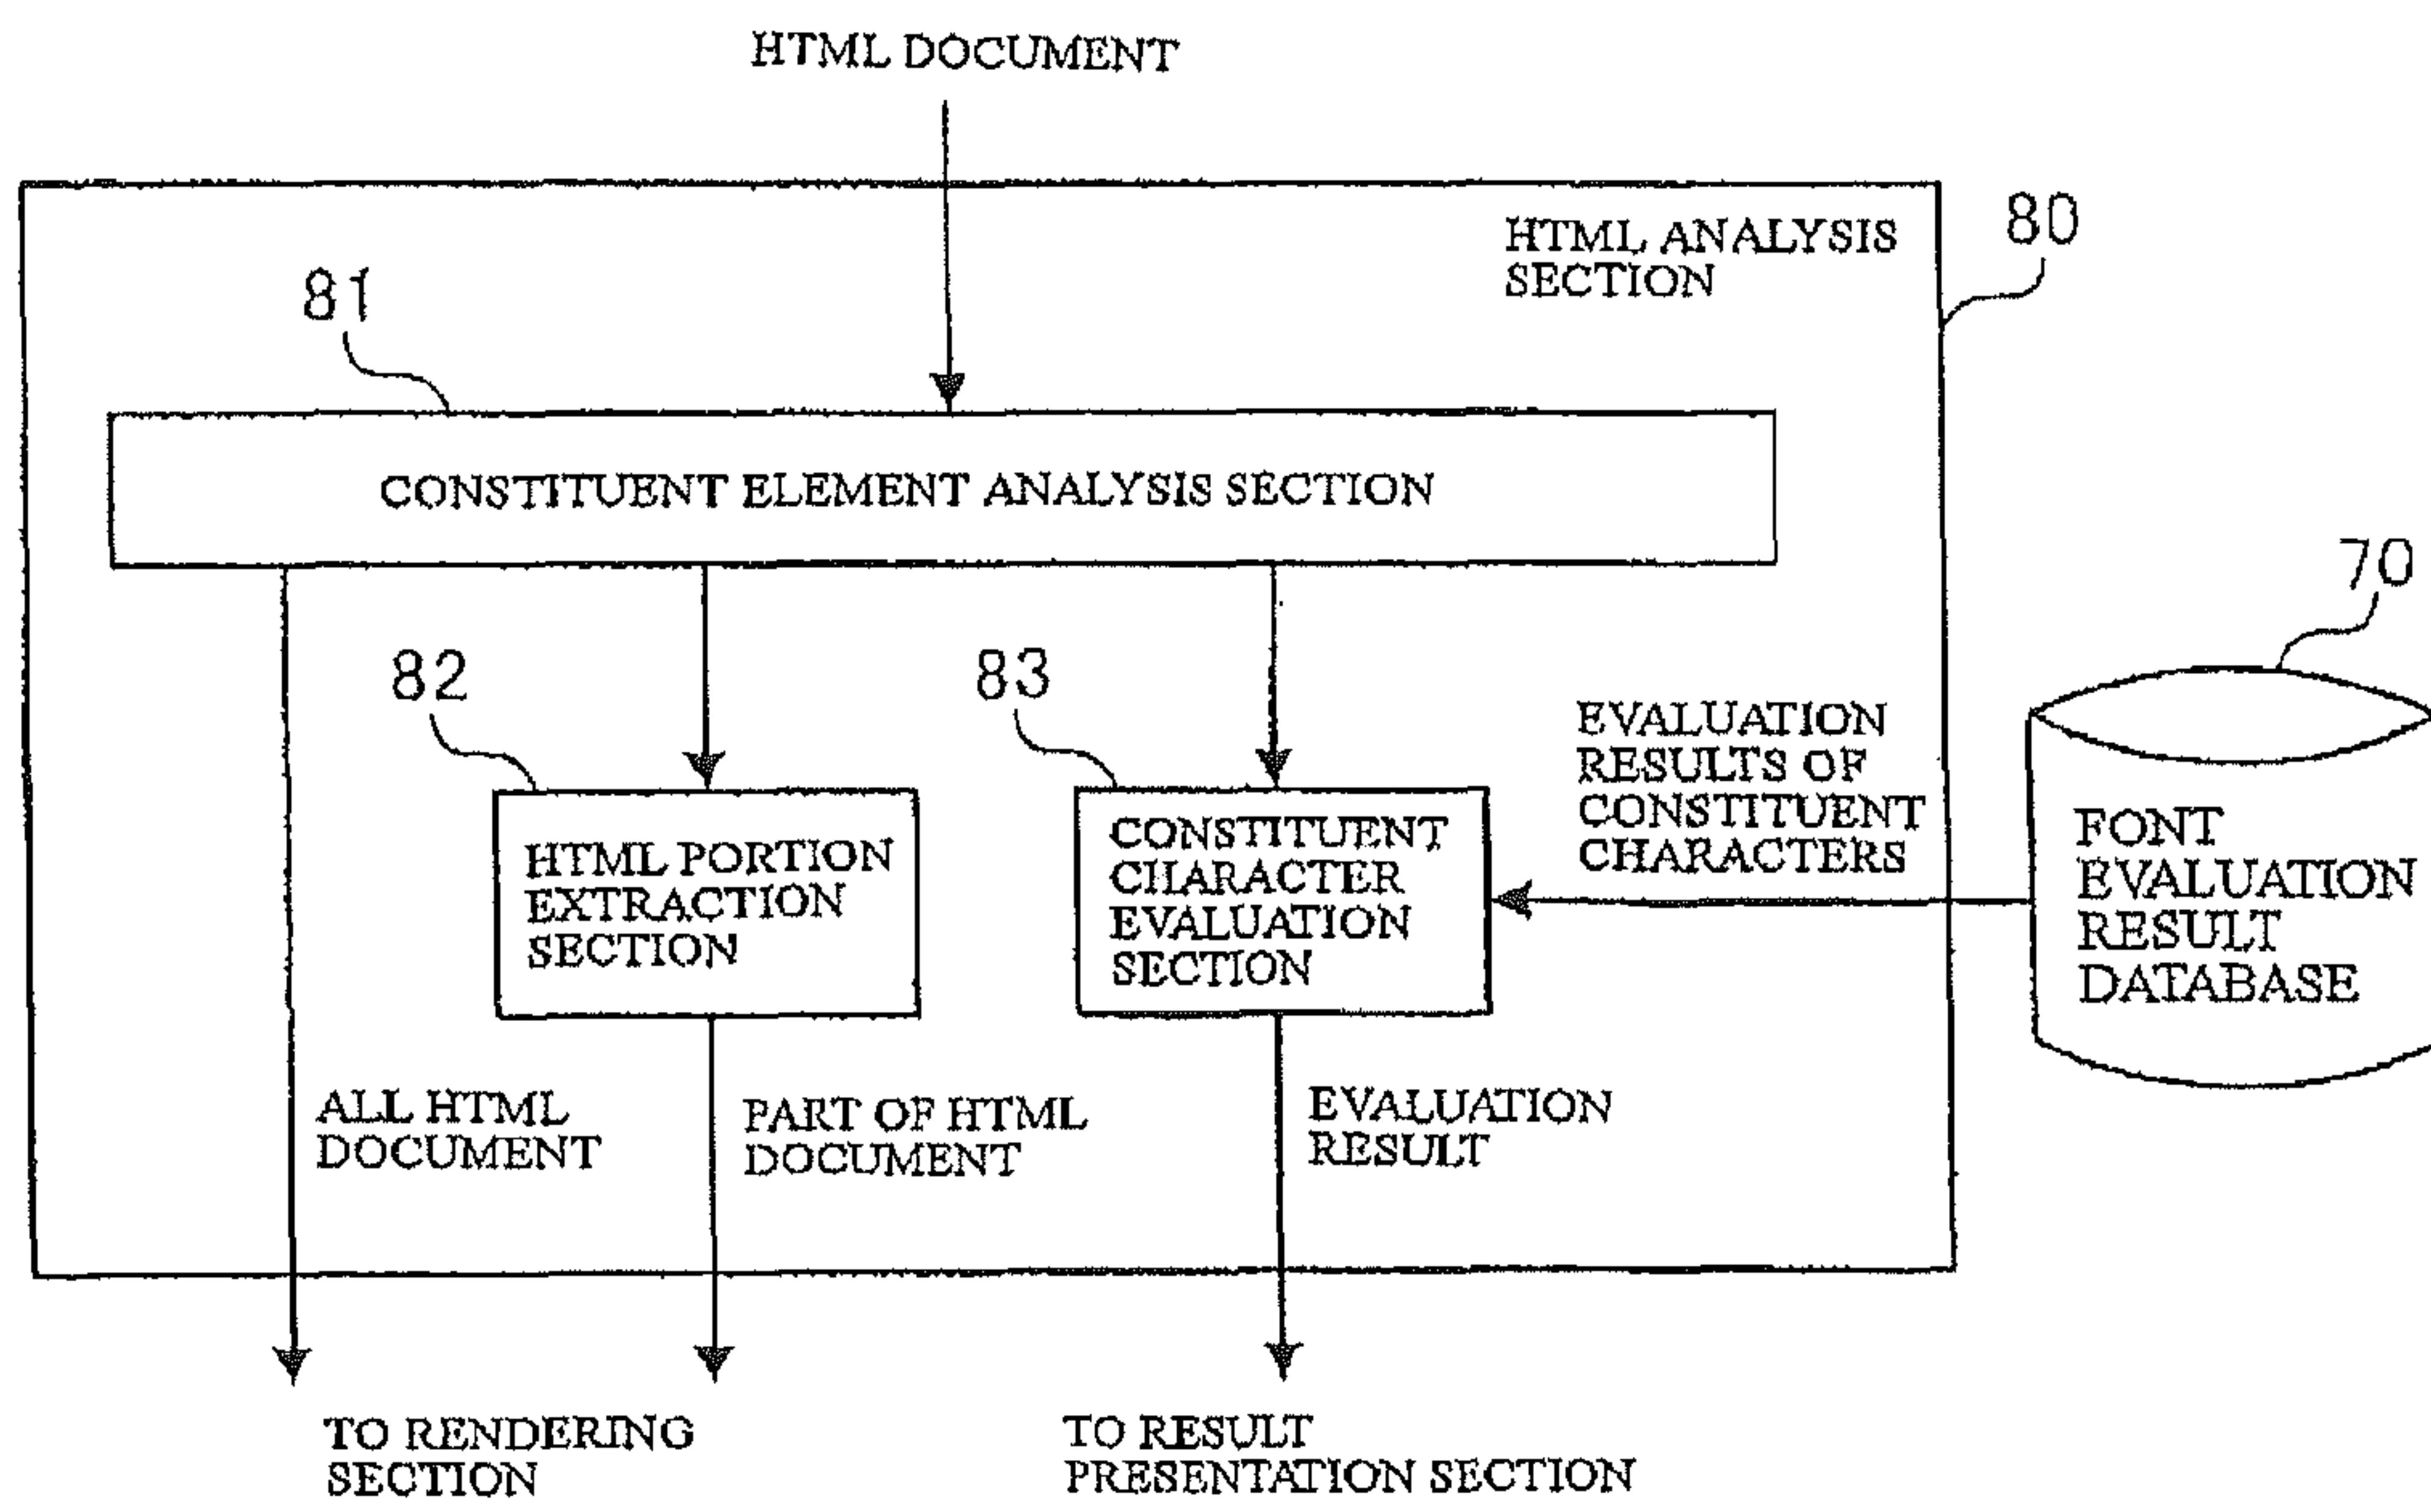 HTML DOCUMENT
HTML ANALYSIS
SECTION
80
81
CONSTITUENT ELEMENT ANALYSIS SECTION
70
82
83
EVALUATION
RESULTS OF
CONSTITUENT
CHARACTERS
HTML PORTION
EXTRACTION
SECTION
CONSTITUENT
CHARACTER
EVALUATION
SECTION
FONT
EVALUATION
RESULT
DATABASE
ALL HTML
DOCUMENT
PART OF HTML
DOCUMENT
EVALUATION
RESULT
TO RENDERING
SECTION
TO RESULT
PRESENTATION SECTION